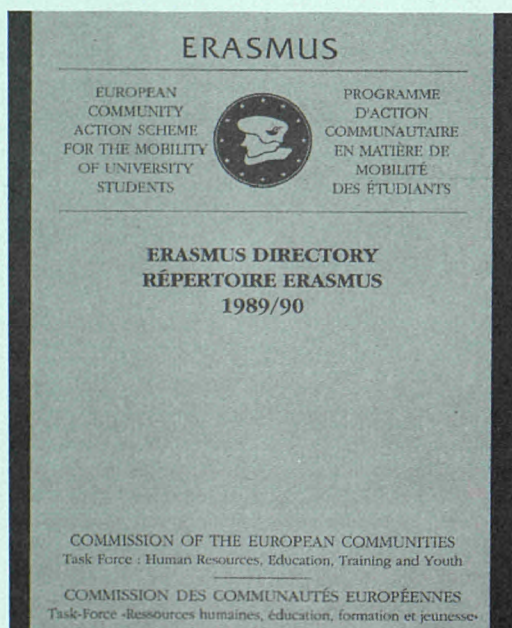 ERASMUS
EUROPEAN
COMMUNITY
ACTION SCHEME
FOR THE MOBILITY
OF UNIVERSITY
STUDENTS
PROGRAMME
D'ACTION
COMMUNAUTAIRE
EN MATIÈRE DE
MOBILITÉ
DES ÉTUDIANTS
ERASMUS DIRECTORY
RÉPERTOIRE ERASMUS
1989/90
COMMISSION OF THE EUROPEAN COMMUNITIES
Task Force : Human Resources, Education, Training and Youth
COMMISSION DES COMMUNAUTÉS EUROPÉENNES
Task-Force «Ressources humaines, éducation, formation et jeunesse»